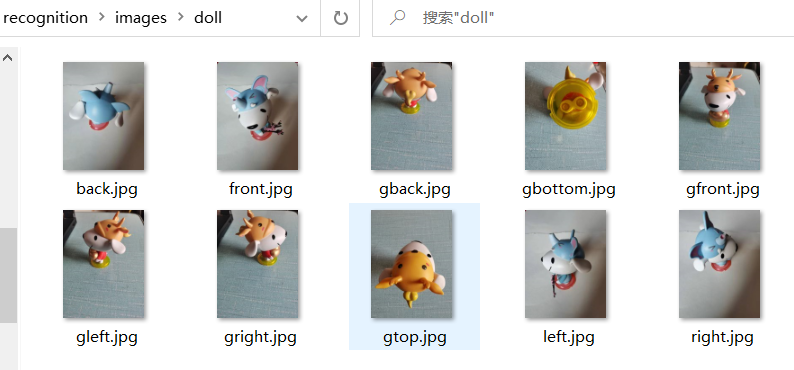 recognition > images > doll
搜索"doll"
back.jpg front.jpg gback.jpg gbottom.jpg gfront.jpg
gleft.jpg gright.jpg gtop.jpg left.jpg right.jpg